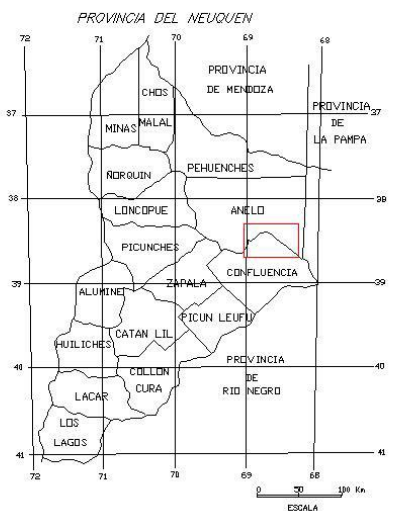 PROVINCIA DEL NEUQUEN
72
71
70
69
68
PROVINCIA
DE MENDOZA
CHOS
MALAL
PROVINCIA
DE
LA PAMPA
37
37
MINAS
ÑORQUIN
PEHUENCHES
38
38
LONCOPUE
AÑELO
PICUNCHES
CONFLUENCIA
ZAPALA
39
39
ALUMINE
PICUN LEUFU
CATAN LIL
HUILICHES
PROVINCIA
DE
RIO NEGRO
40
40
COLLON
CURA
LACAR
LOS
LAGOS
41
41
72
71
70
69
68
0 50 100 Km
ESCALA